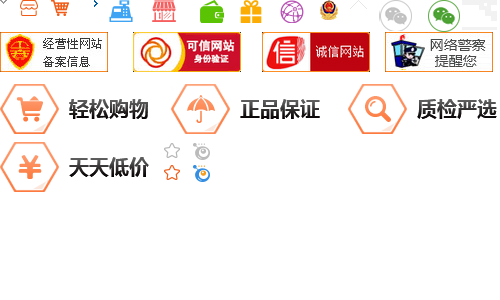 经营性网站
备案信息
可信网站
身份验证
信 诚信网站
网络警察
提醒您
轻松购物
正品保证
质检严选
天天低价